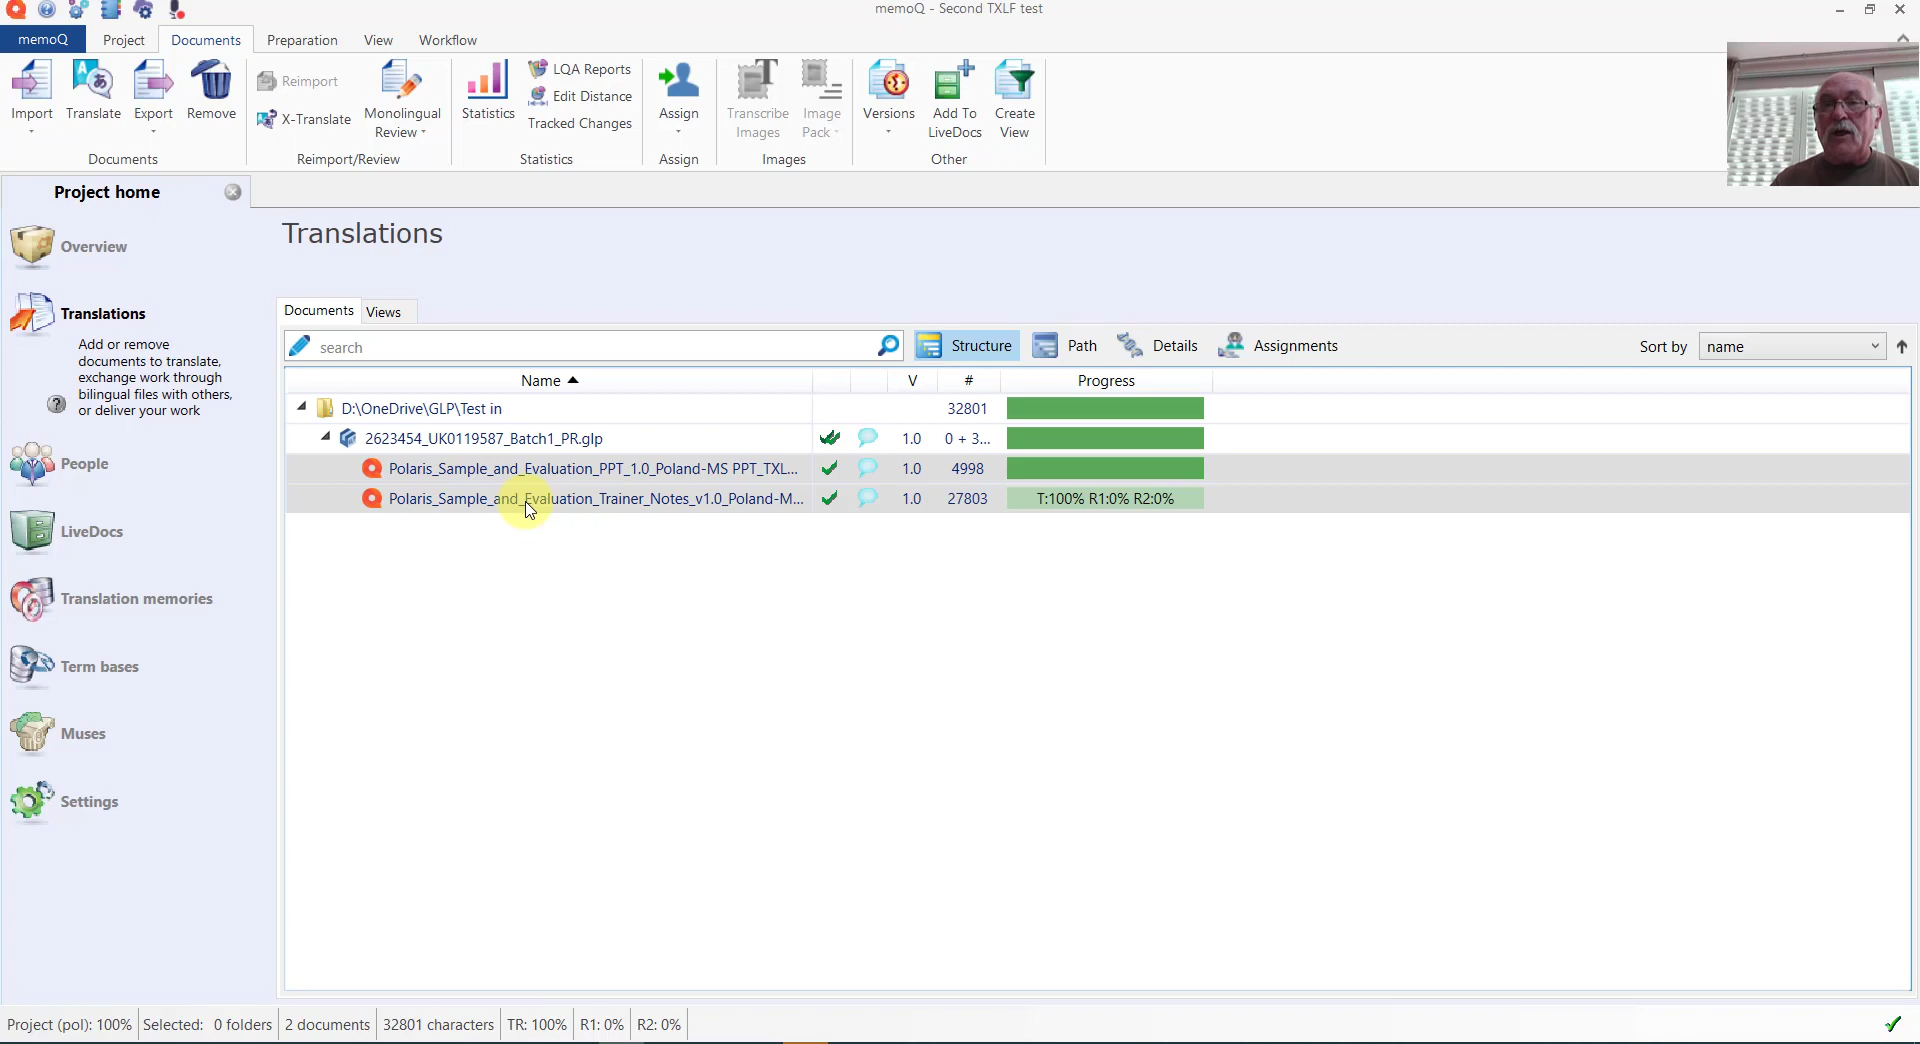 memoQ - Second TXLF test
memoQ
Project
Documents
Preparation
View
Workflow
Import
Translate
Export
Remove
Documents
Reimport
X-Translate
Monolingual
Review
Reimport/Review
Statistics
LQA Reports
Edit Distance
Tracked Changes
Statistics
Assign
Assign
Transcribe
Images
Image
Pack
Images
Versions
Add To
LiveDocs
Create
View
Other
Project home
Overview
Translations
Add or remove
documents to translate,
exchange work through
bilingual files with others,
or deliver your work
People
LiveDocs
Translation memories
Term bases
Muses
Settings
Translations
Documents
Views
search
Structure
Path
Details
Assignments
Sort by
name
Name
V
#
Progress
D:\OneDrive\GLP\Test in
32801
2623454_UK0119587_Batch1_PR.glp
1.0
0 + 3...
Polaris_Sample_and_Evaluation_PPT_1.0_Poland-MS PPT_TXL...
1.0
4998
Polaris_Sample_and_Evaluation_Trainer_Notes_v1.0_Poland-M...
1.0
27803
T:100% R1:0% R2:0%
Project (pol): 100%
Selected: 0 folders
2 documents
32801 characters
TR: 100%
R1: 0%
R2: 0%